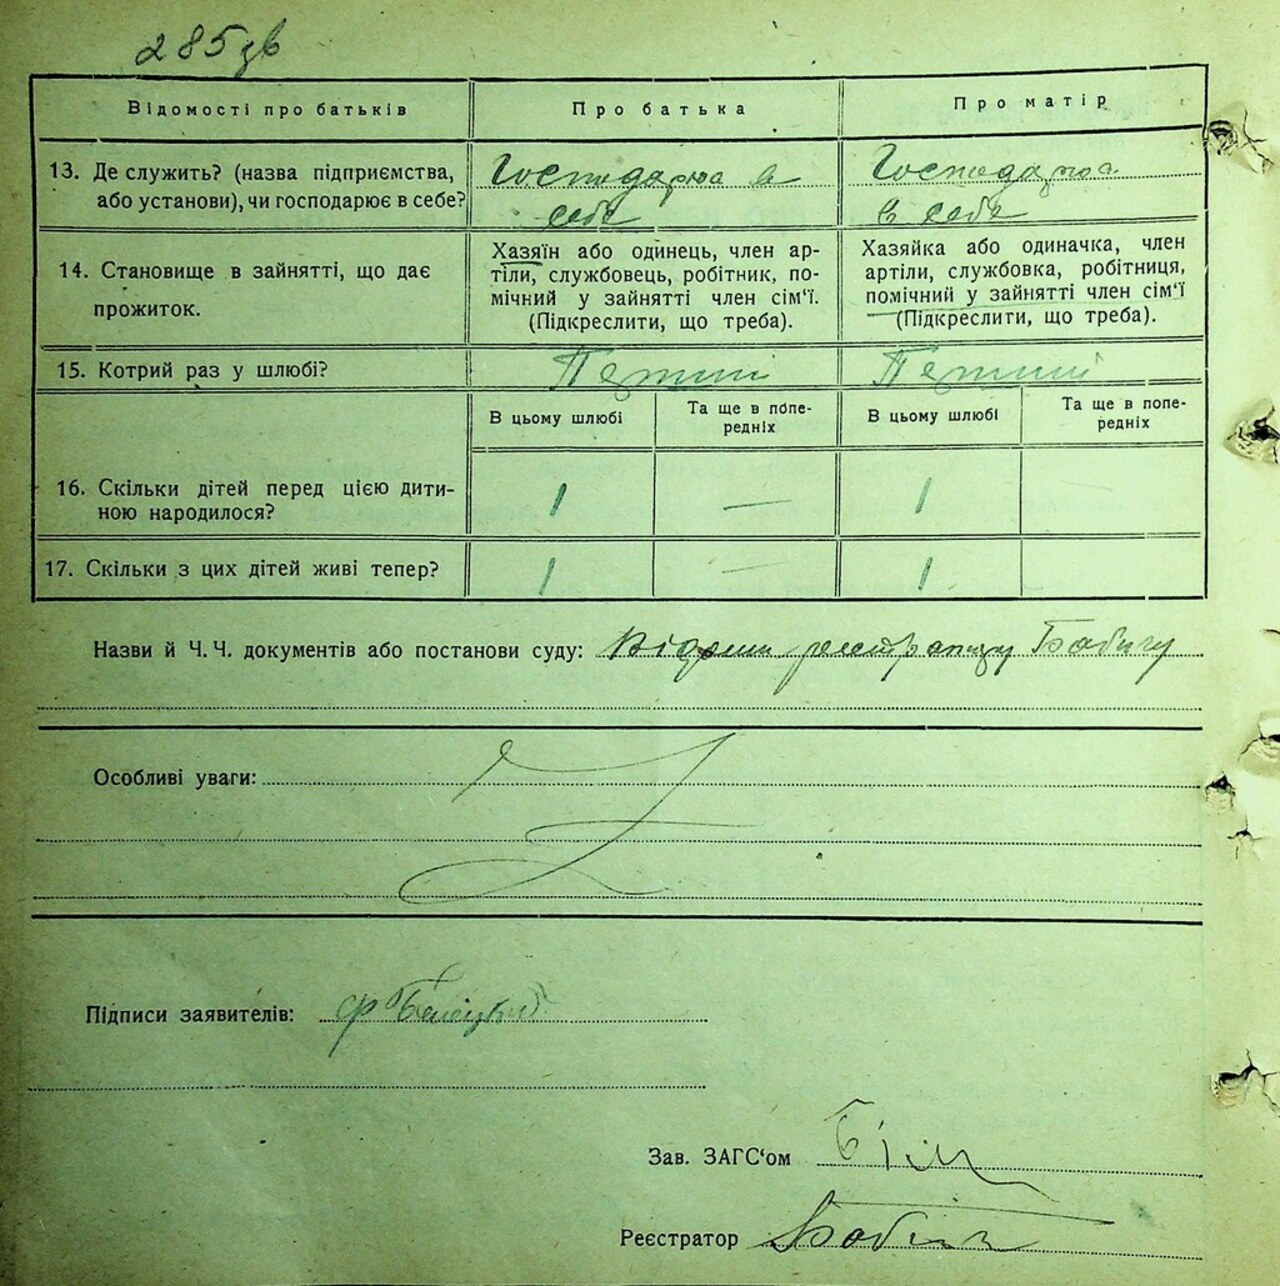 285зв
Відомості про батьків
Про батька
Про матір
13. Де служить? (назва підприємства,
або установи), чи господарює в себе?
Господарює в
себе
Господарює
в себе
14. Становище в зайнятті, що дає
прожиток.
Хазяїн або одинець, член ар-
тіли, службовець, робітник, по-
мічний у зайнятті член сім'ї.
(Підкреслити, що треба).
Хазяйка або одиначка, член
артіли, службовка, робітниця,
помічний у зайнятті член сім'ї
(Підкреслити, що треба).
15. Котрий раз у шлюбі?
Перший
Перший
В цьому шлюбі
Та ще в попе-
редніх
В цьому шлюбі
Та ще в попе-
редніх
16. Скільки дітей перед цією дити-
ною народилося?
1
—
1
17. Скільки з цих дітей живі тепер?
1
—
1
Назви й Ч. Ч. документів або постанови суду: реєстрацію Бабичу
Особливі уваги:
Підписи заявителів: Ф Білецький
Зав. ЗАГС'ом
Реєстратор Бабич